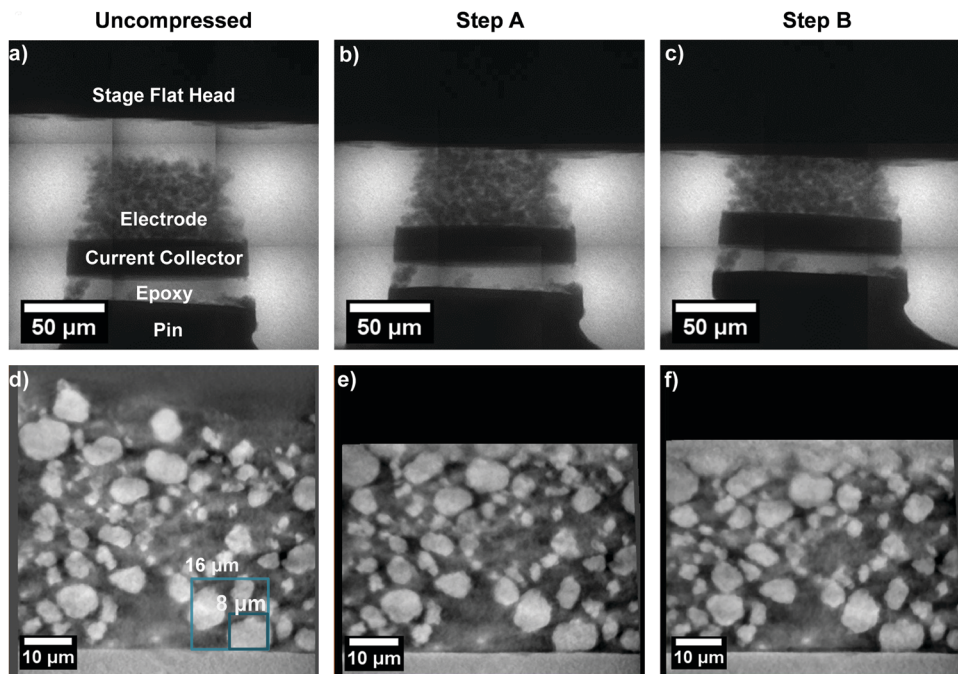 Uncompressed
Step A
Step B
a)
b)
c)
Stage Flat Head
Electrode
Current Collector
Epoxy
Pin
50 µm
50 µm
50 µm
d)
e)
f)
16 µm
8 µm
10 µm
10 µm
10 µm